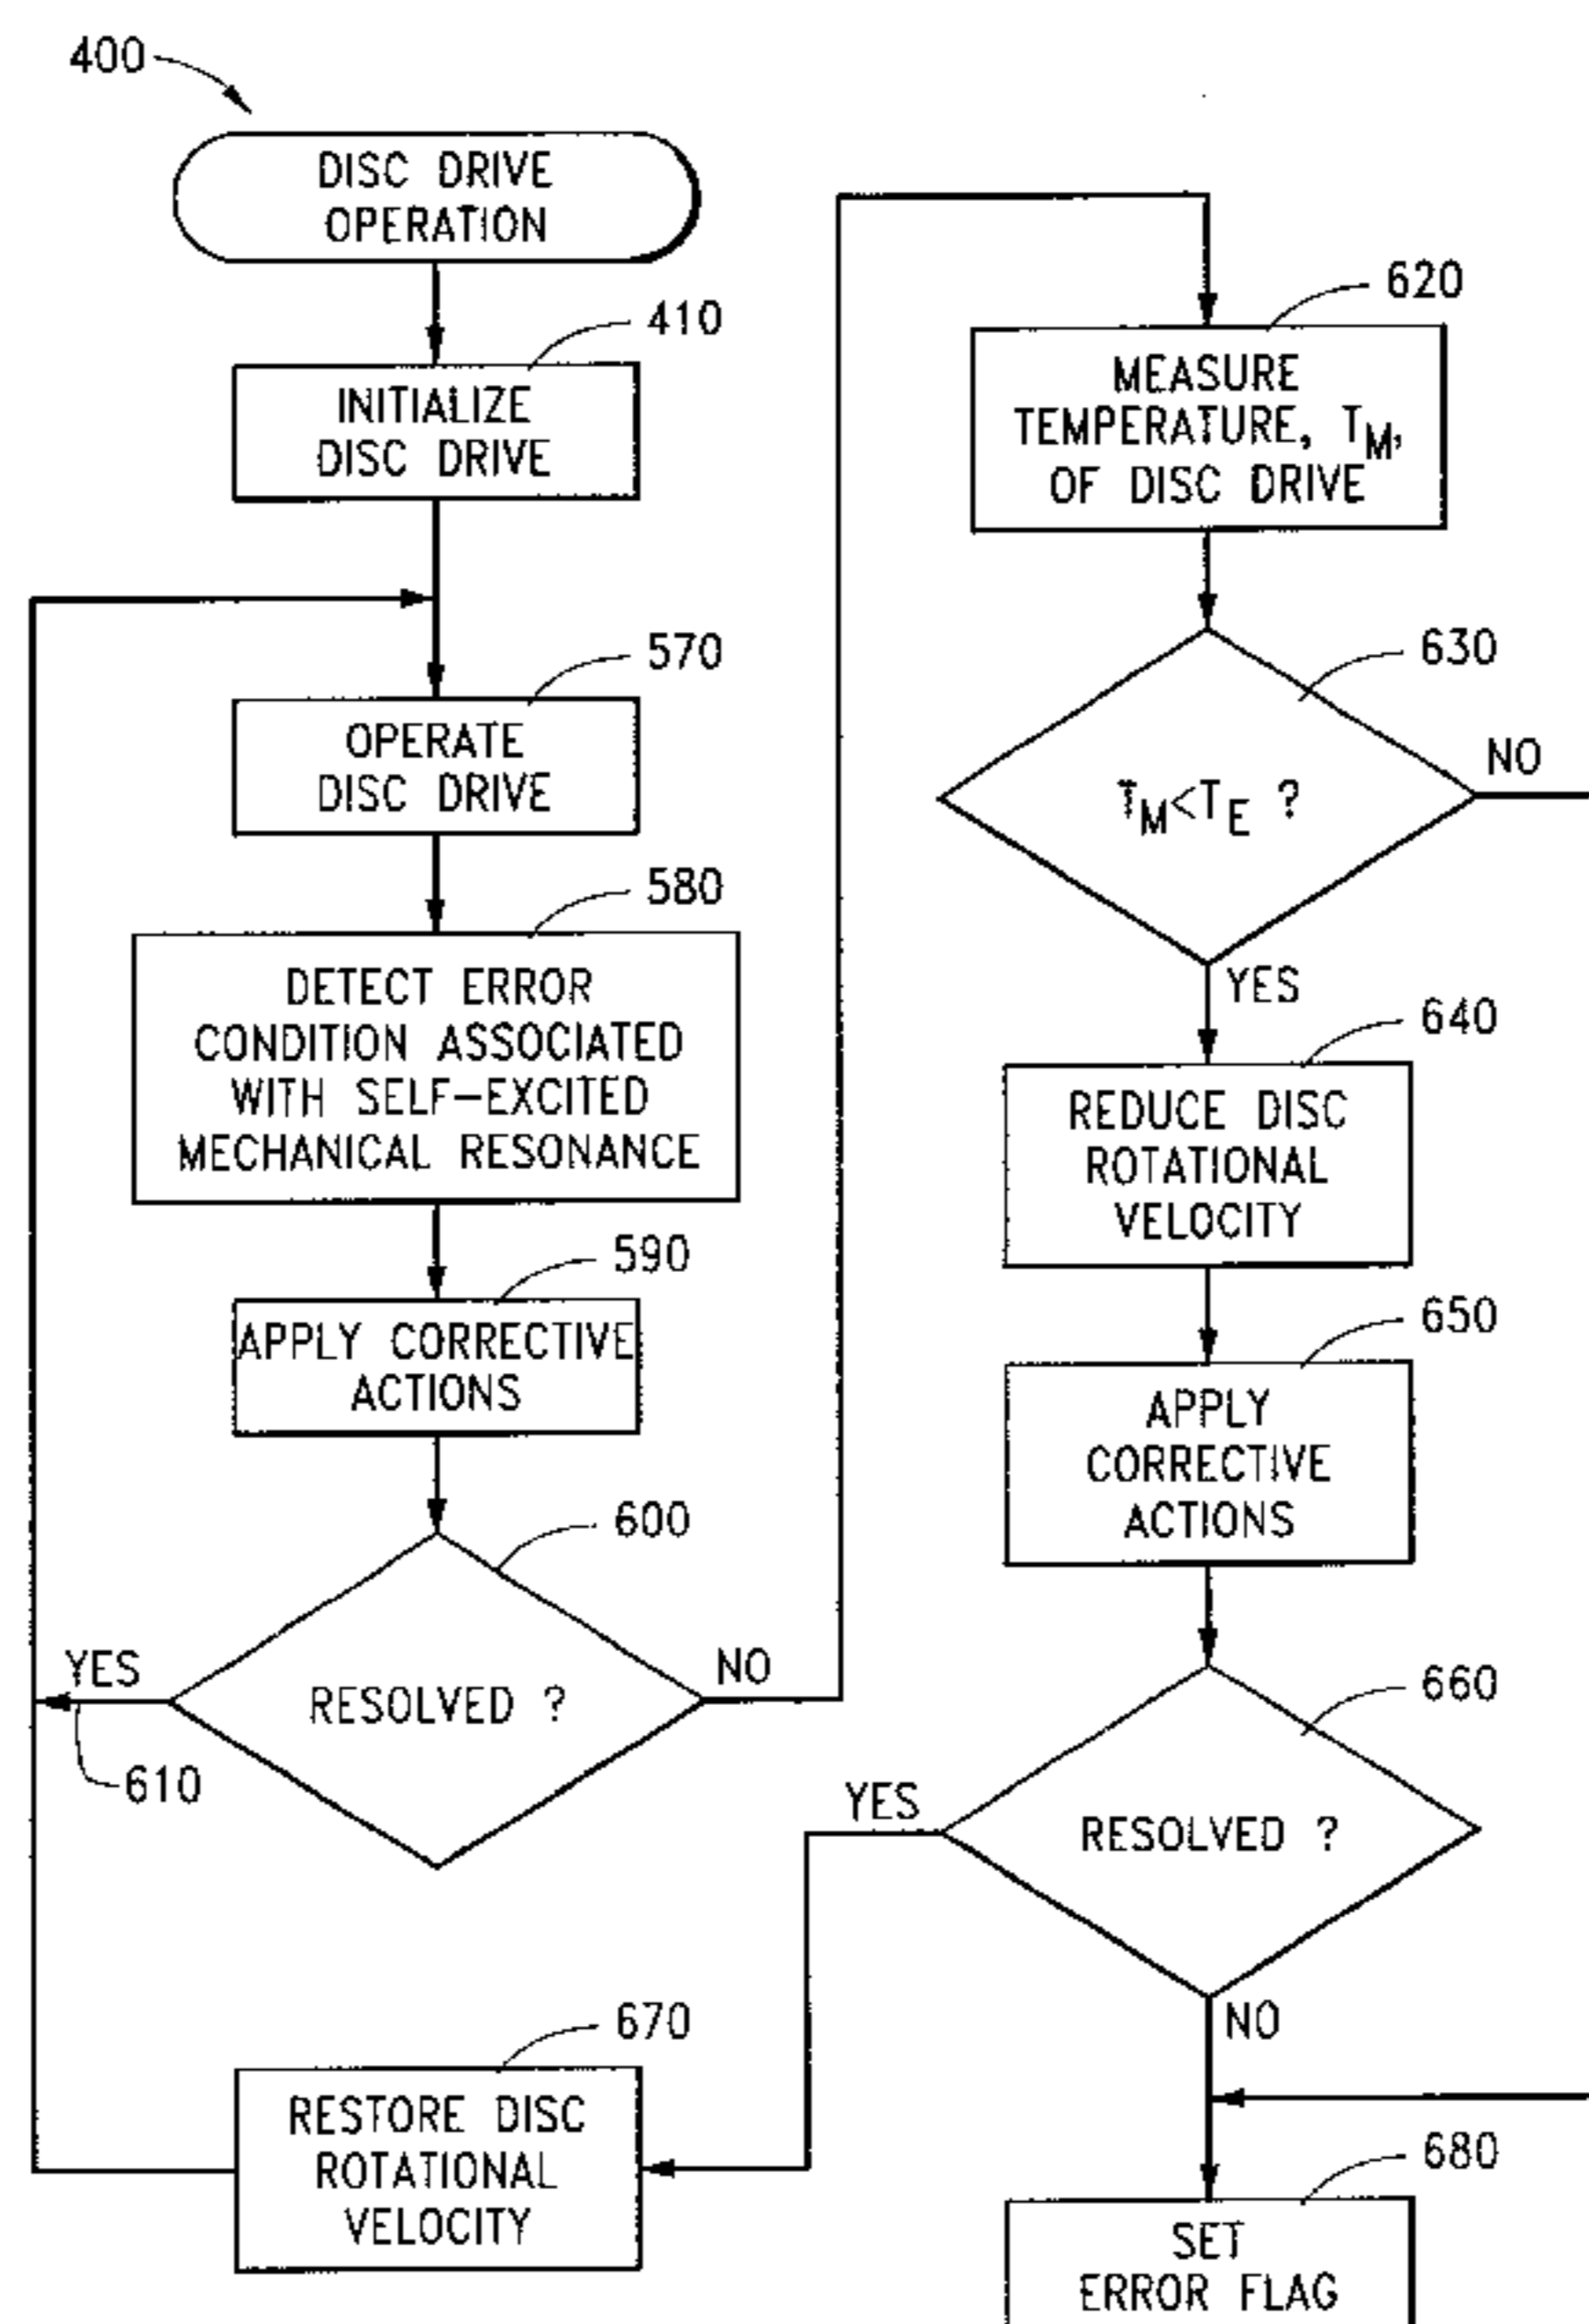 400
DISC DRIVE
OPERATION
410
INITIALIZE
DISC DRIVE
570
OPERATE
DISC DRIVE
580
DETECT ERROR
CONDITION ASSOCIATED
WITH SELF-EXCITED
MECHANICAL RESONANCE
590
APPLY CORRECTIVE
ACTIONS
600
RESOLVED ?
YES
NO
610
620
MEASURE
TEMPERATURE, TM,
OF DISC DRIVE
630
TM<TE ?
NO
YES
640
REDUCE DISC
ROTATIONAL
VELOCITY
650
APPLY
CORRECTIVE
ACTIONS
660
RESOLVED ?
YES
NO
670
RESTORE DISC
ROTATIONAL
VELOCITY
680
SET
ERROR FLAG